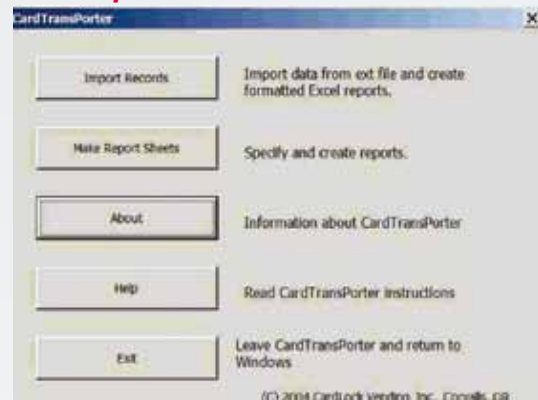 CardTransPorter
Import Records
Import data from ext file and create
formatted Excel reports.
Make Report Sheets
Specify and create reports.
About
Information about CardTransPorter
Help
Read CardTransPorter instructions
Exit
Leave CardTransPorter and return to
Windows
(C) 2004 CardLock Vending, Inc.